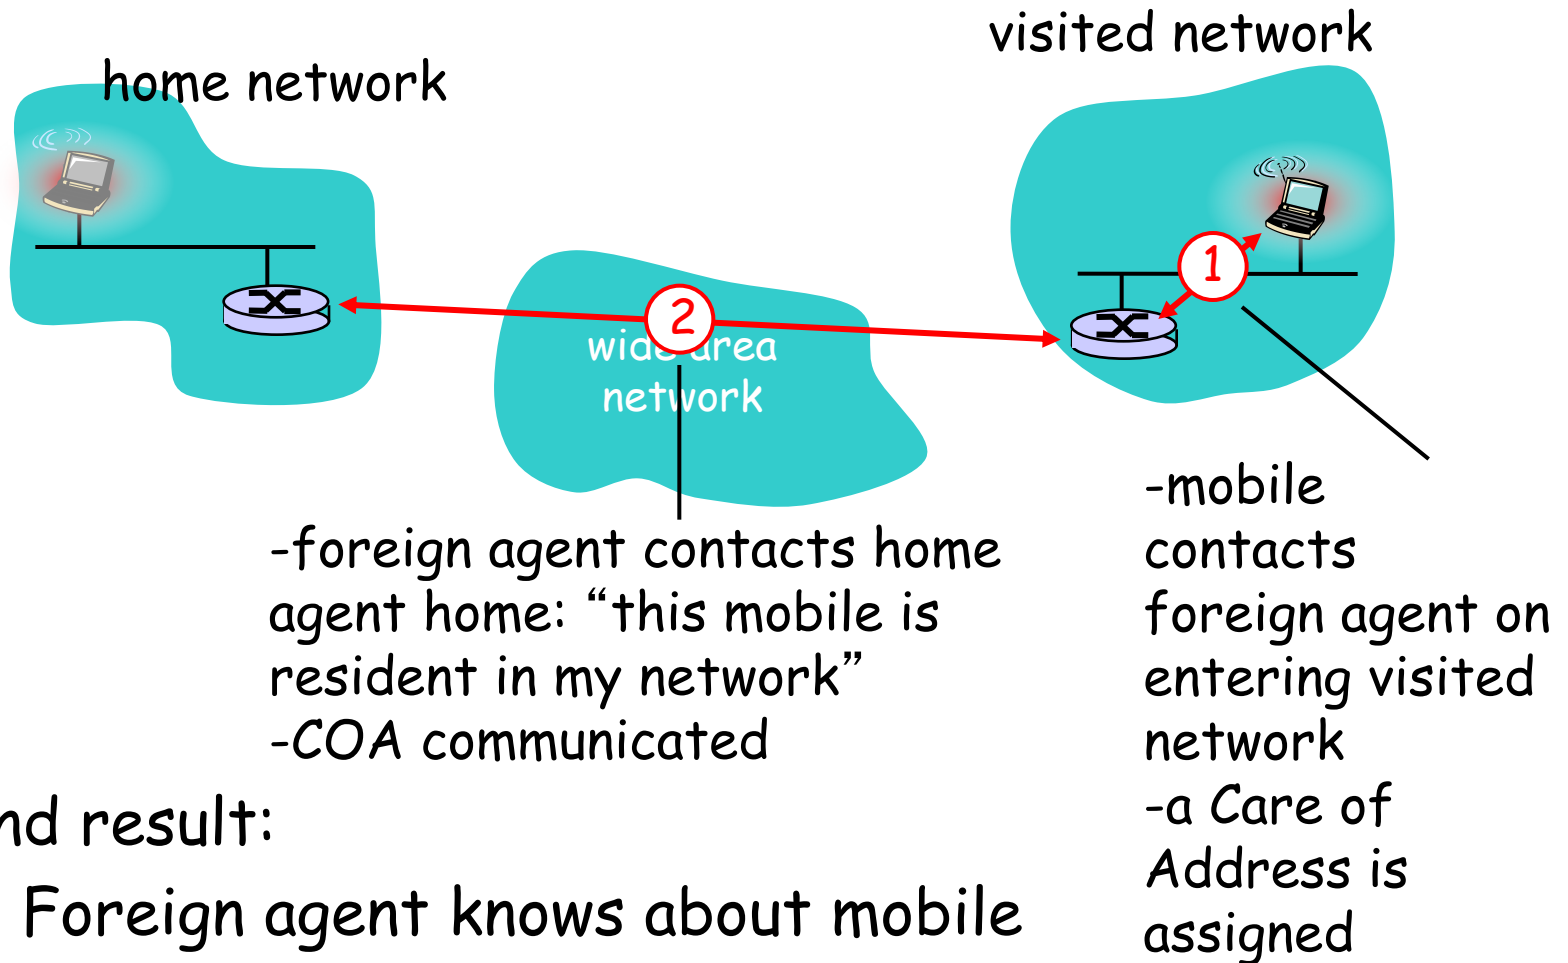 visited network
home network
1
2
wide area
network
-foreign agent contacts home
agent home: “this mobile is
resident in my network”
-COA communicated
-mobile
contacts
foreign agent on
entering visited
network
-a Care of
Address is
assigned
nd result:
Foreign agent knows about mobile